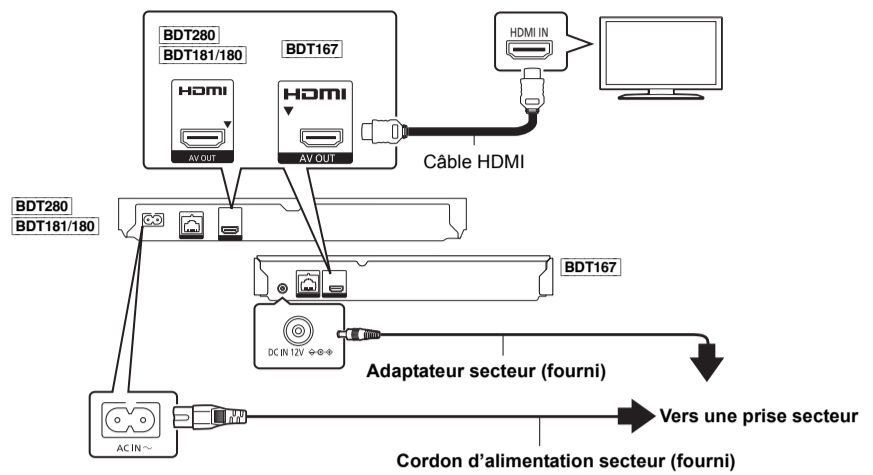 BDT280
BDT181/180
BDT167
HDMI
AV OUT
HDMI
AV OUT
HDMI IN
Câble HDMI
BDT280
BDT181/180
BDT167
DC IN 12V
Adaptateur secteur (fourni)
AC IN ~
Vers une prise secteur
Cordon d'alimentation secteur (fourni)